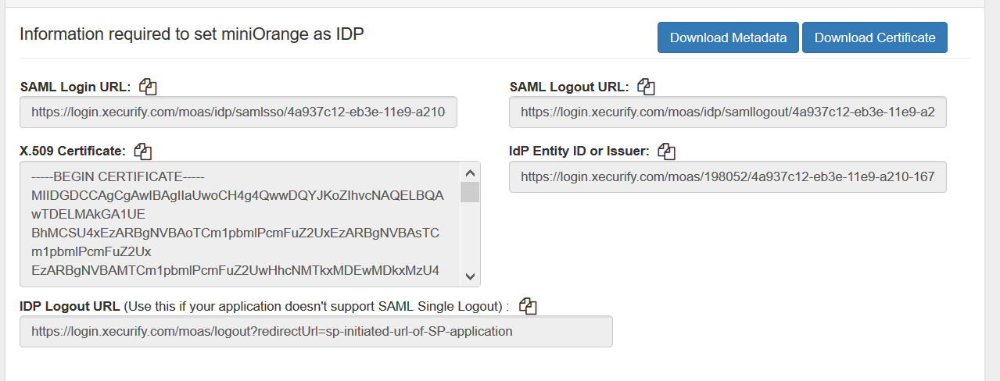 Information required to set miniOrange as IDP
Download Metadata
Download Certificate
SAML Login URL:
https://login.xecurify.com/moas/idp/samlsso/4a937c12-eb3e-11e9-a210-
SAML Logout URL:
https://login.xecurify.com/moas/idp/samllogout/4a937c12-eb3e-11e9-a2
X.509 Certificate:
-----BEGIN CERTIFICATE-----
MIIDGDCCAgCgAwIBAgIIaUwoCH4g4QwwDQYJKoZIhvcNAQELBQA
wTDELMAkGA1UE
BhMCSU4xEzARBgNVBAoTCm1pbmlPcmFuZ2UxEzARBgNVBAsTC
m1pbmlPcmFuZ2Ux
EzARBgNVBAMTCm1pbmlPcmFuZ2UwHhcNMTkxMDEwMDkxMzU4
IdP Entity ID or Issuer:
https://login.xecurify.com/moas/198052/4a937c12-eb3e-11e9-a210-167
IDP Logout URL (Use this if your application doesn't support SAML Single Logout) :
https://login.xecurify.com/moas/logout?redirectUrl=sp-initiated-url-of-SP-application